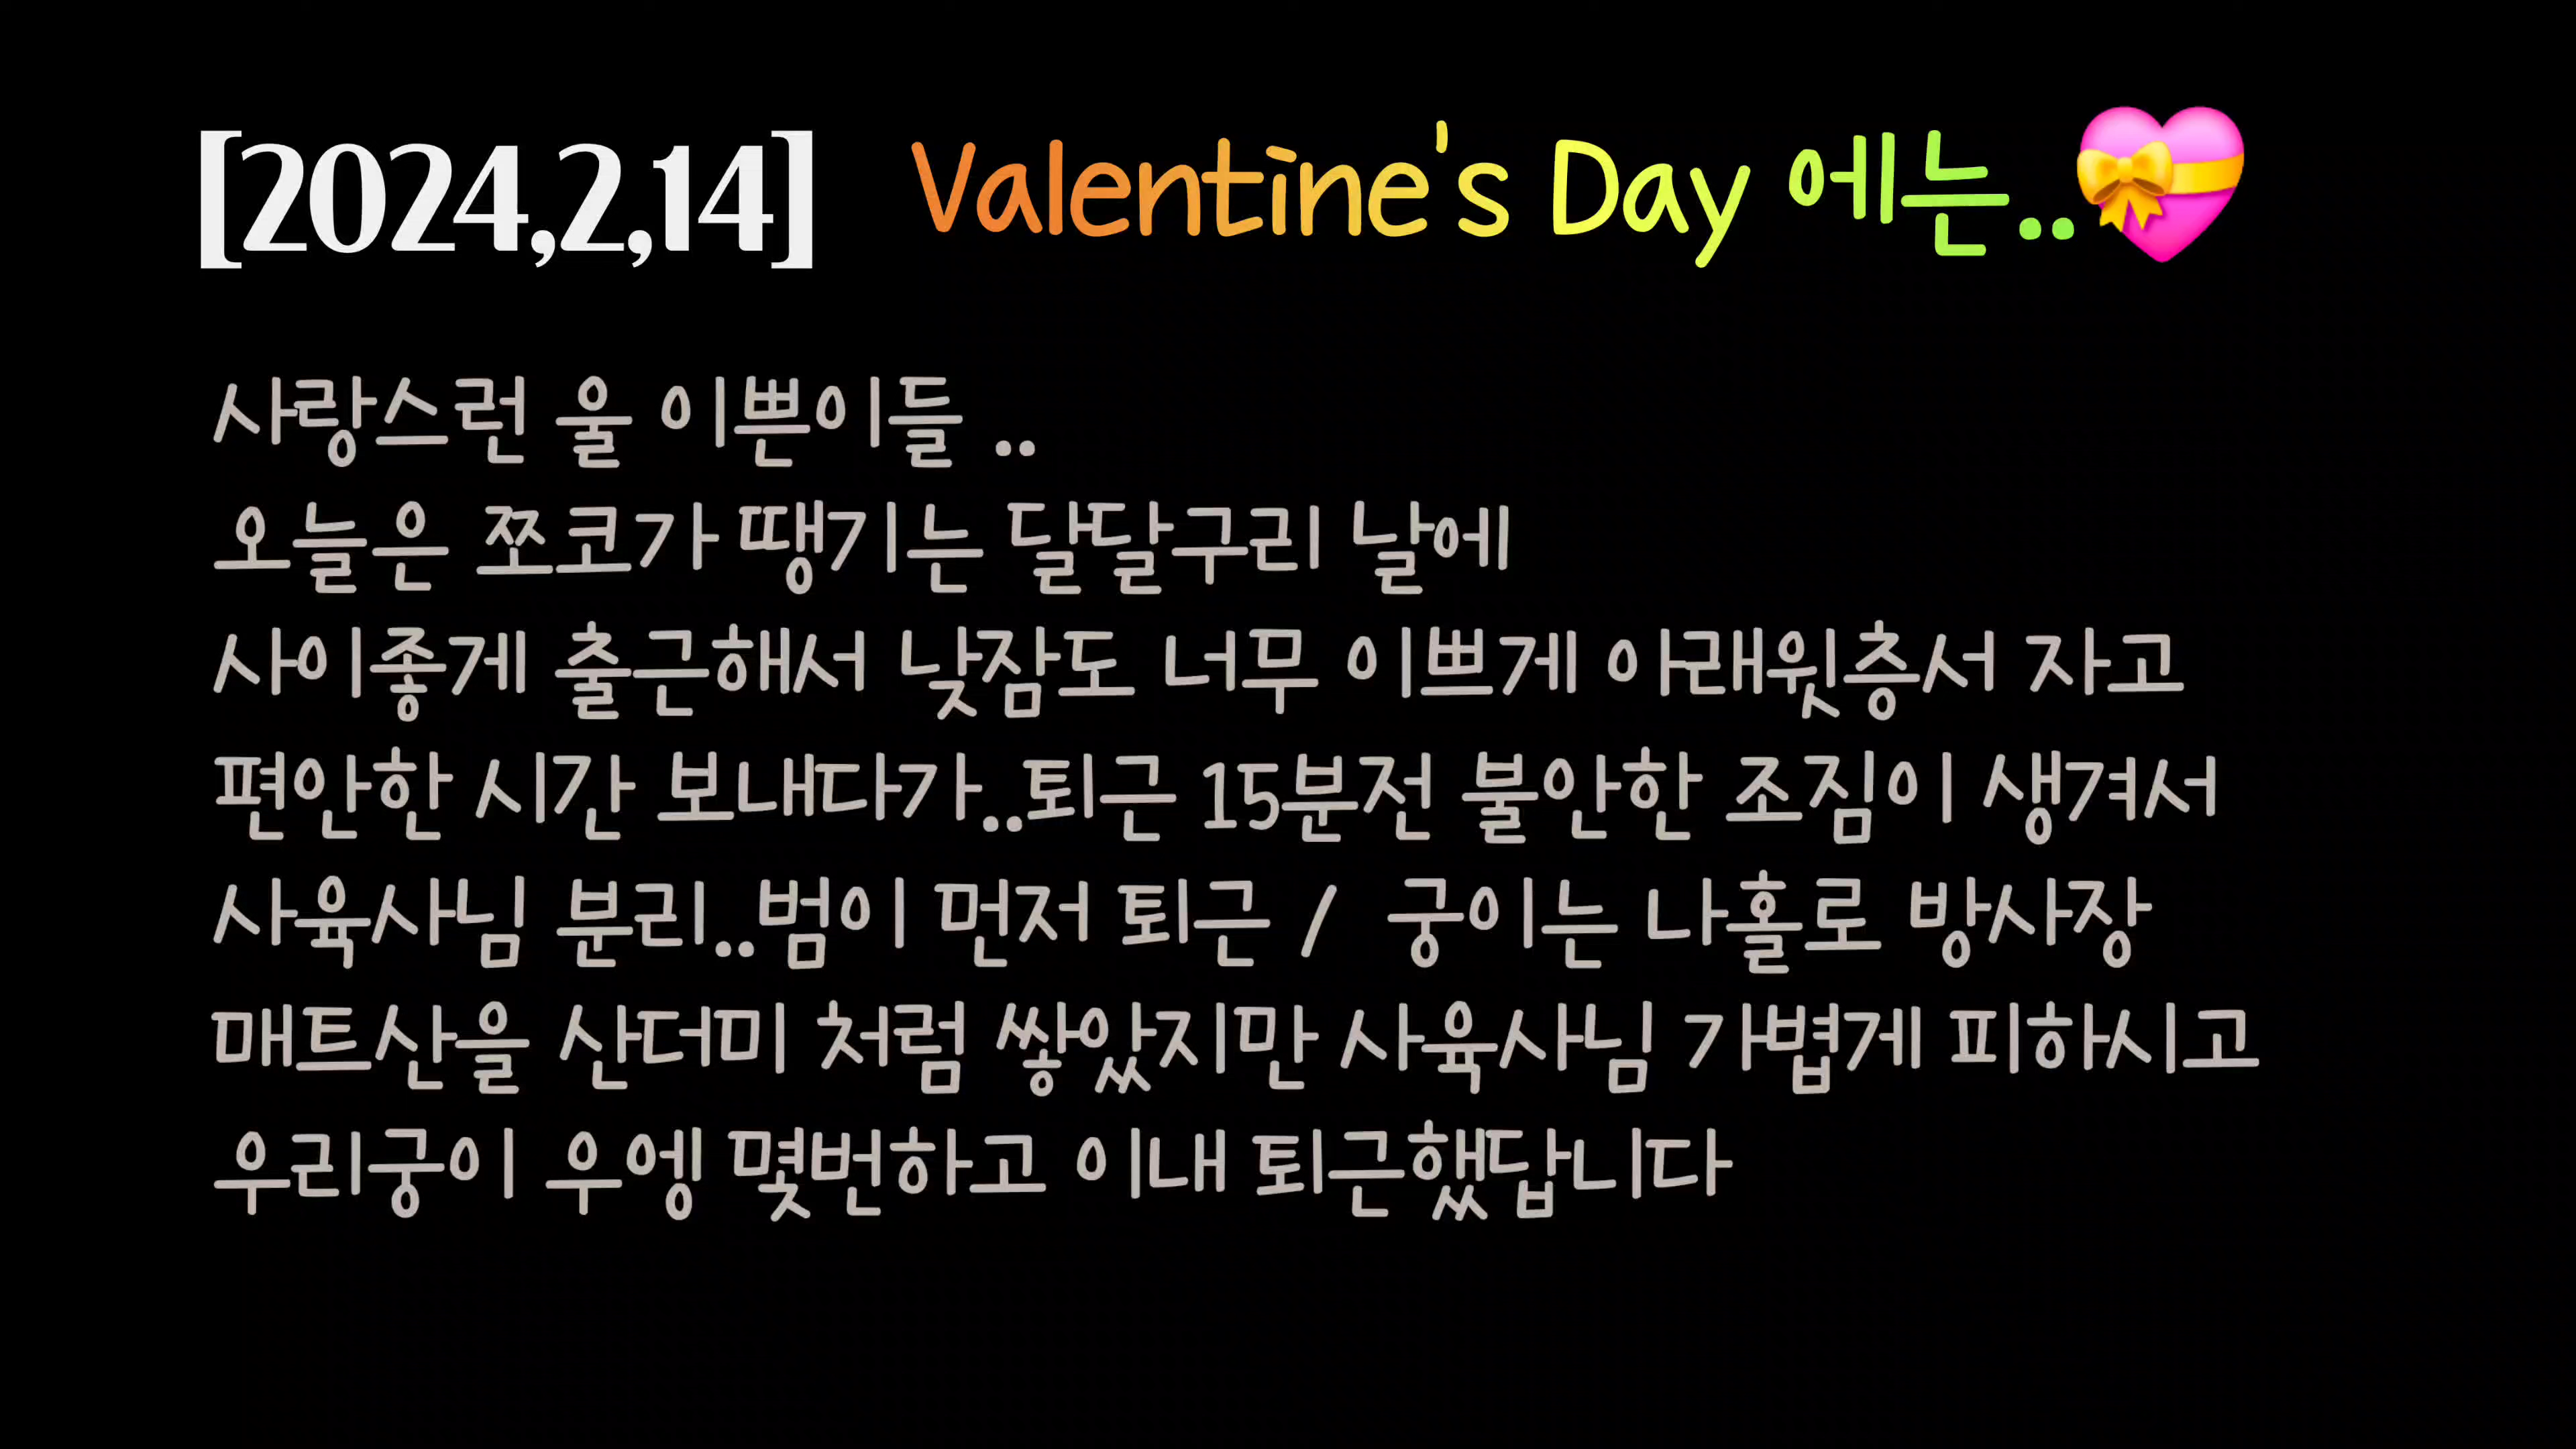 [2024,2,14] Valentine's Day 에는..💝
사랑스런 울 이쁜이들 ..
오늘은 쪼코가 땡기는 달달구리 날에
사이좋게 출근해서 낮잠도 너무 이쁘게 아래윗층서 자고
편안한 시간 보내다가..퇴근 15분전 불안한 조짐이 생겨서
사육사님 분리..범이 먼저 퇴근 / 궁이는 나홀로 방사장
매트산을 산더미 처럼 쌓았지만 사육사님 가볍게 피하시고
우리궁이 우엥 몇번하고 이내 퇴근했답니다